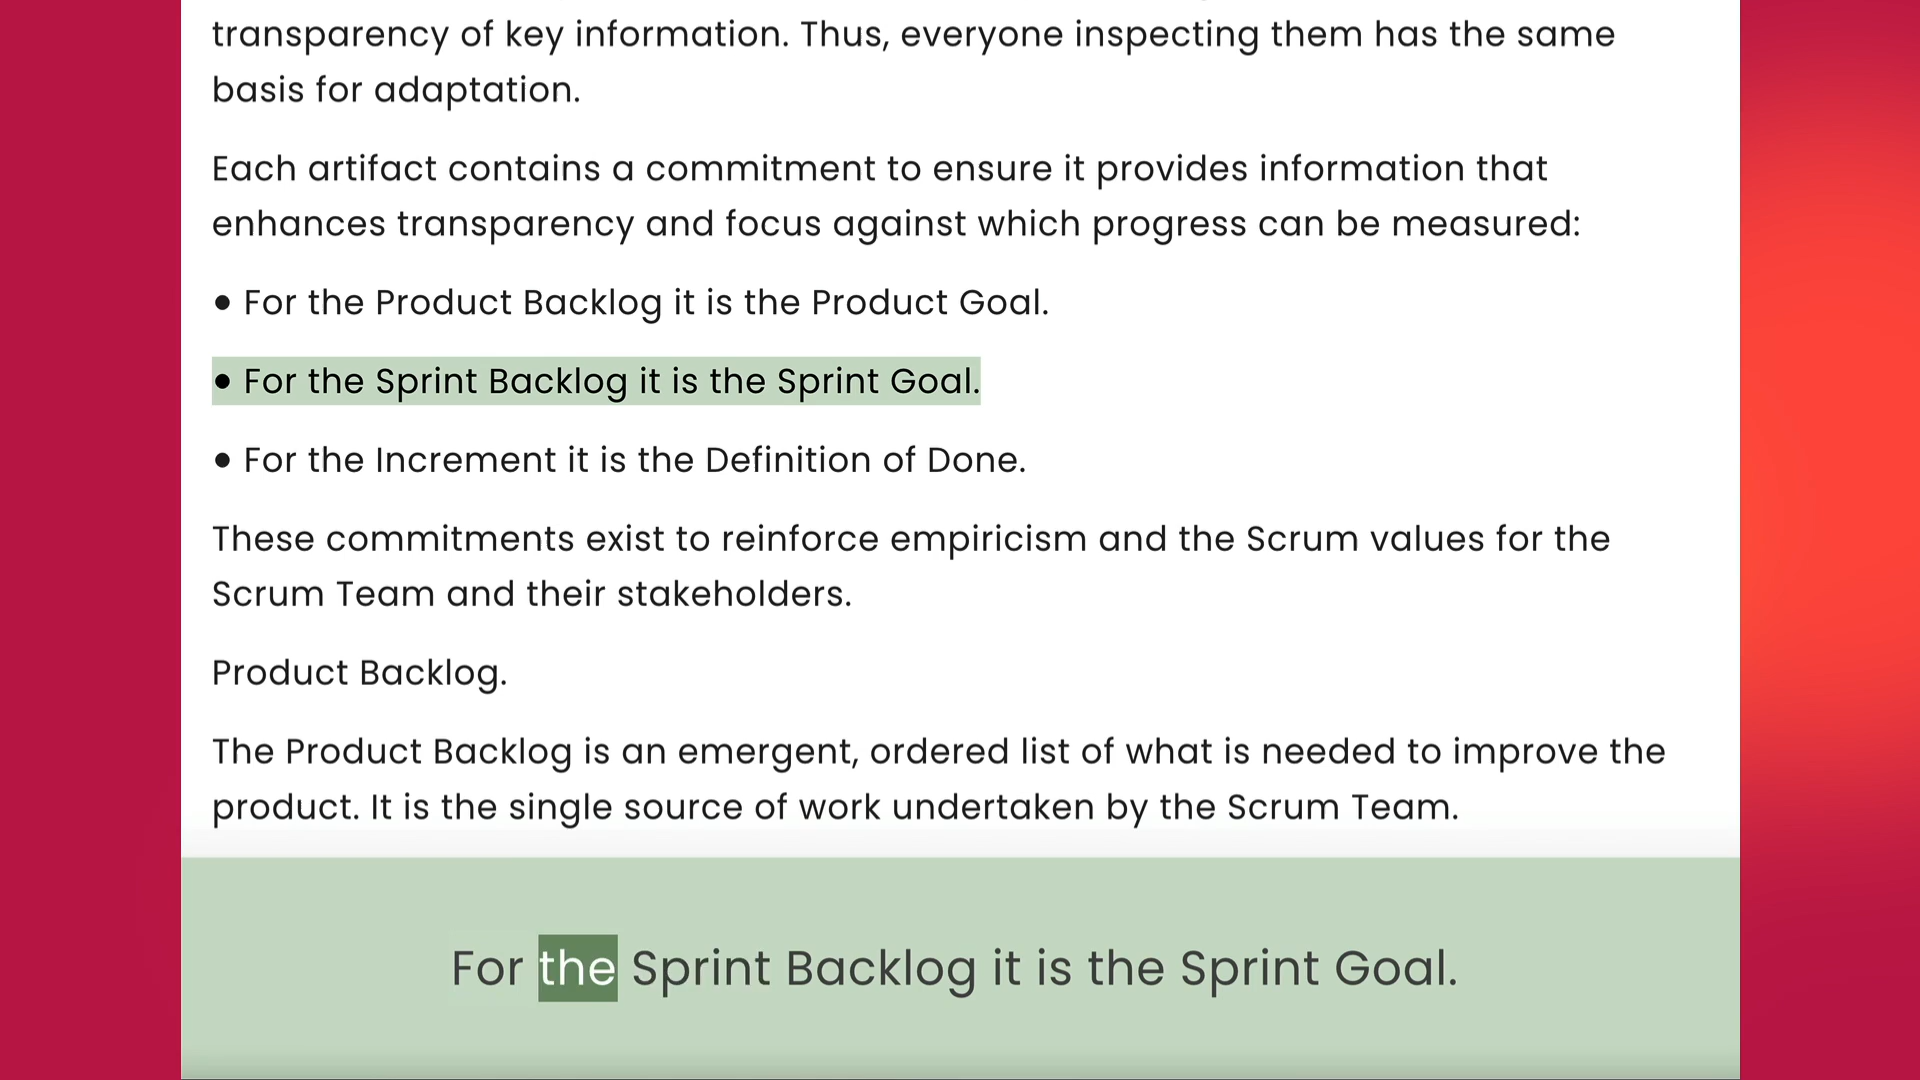 transparency of key information. Thus, everyone inspecting them has the same
basis for adaptation.
Each artifact contains a commitment to ensure it provides information that
enhances transparency and focus against which progress can be measured:
● For the Product Backlog it is the Product Goal.
● For the Sprint Backlog it is the Sprint Goal.
● For the Increment it is the Definition of Done.
These commitments exist to reinforce empiricism and the Scrum values for the
Scrum Team and their stakeholders.
Product Backlog.
The Product Backlog is an emergent, ordered list of what is needed to improve the
product. It is the single source of work undertaken by the Scrum Team.
For the Sprint Backlog it is the Sprint Goal.